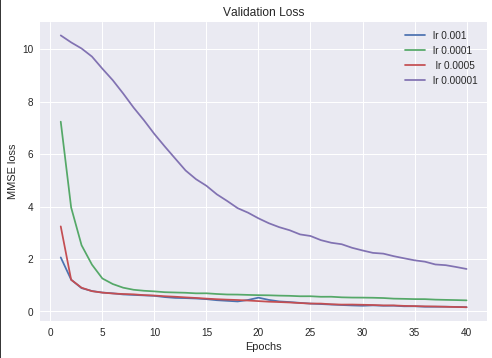 Validation Loss
lr 0.001
lr 0.0001
lr 0.0005
lr 0.00001
MMSE loss
10
8
6
4
2
0
0 5 10 15 20 25 30 35 40
Epochs